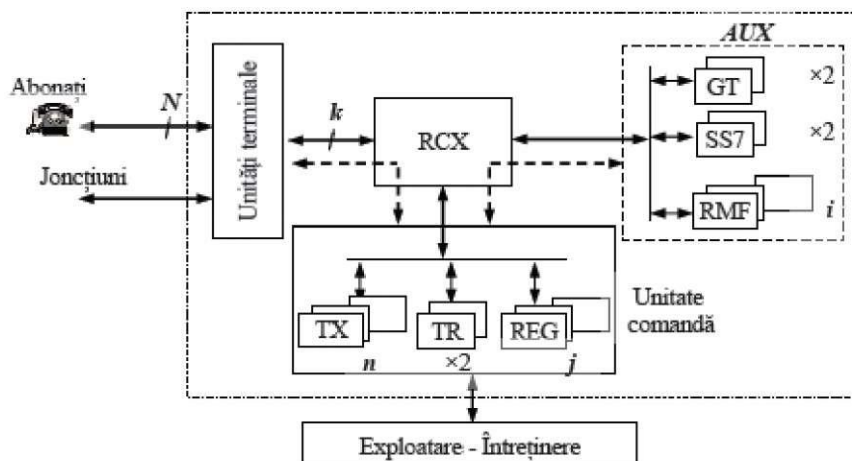 AUX
Abonați
N
Unități terminale
k
RCX
GT
×2
SS7
×2
RMF
i
Joncțiuni
TX
n
TR
×2
REG
j
Unitate
comandă
Exploatare - Întreținere